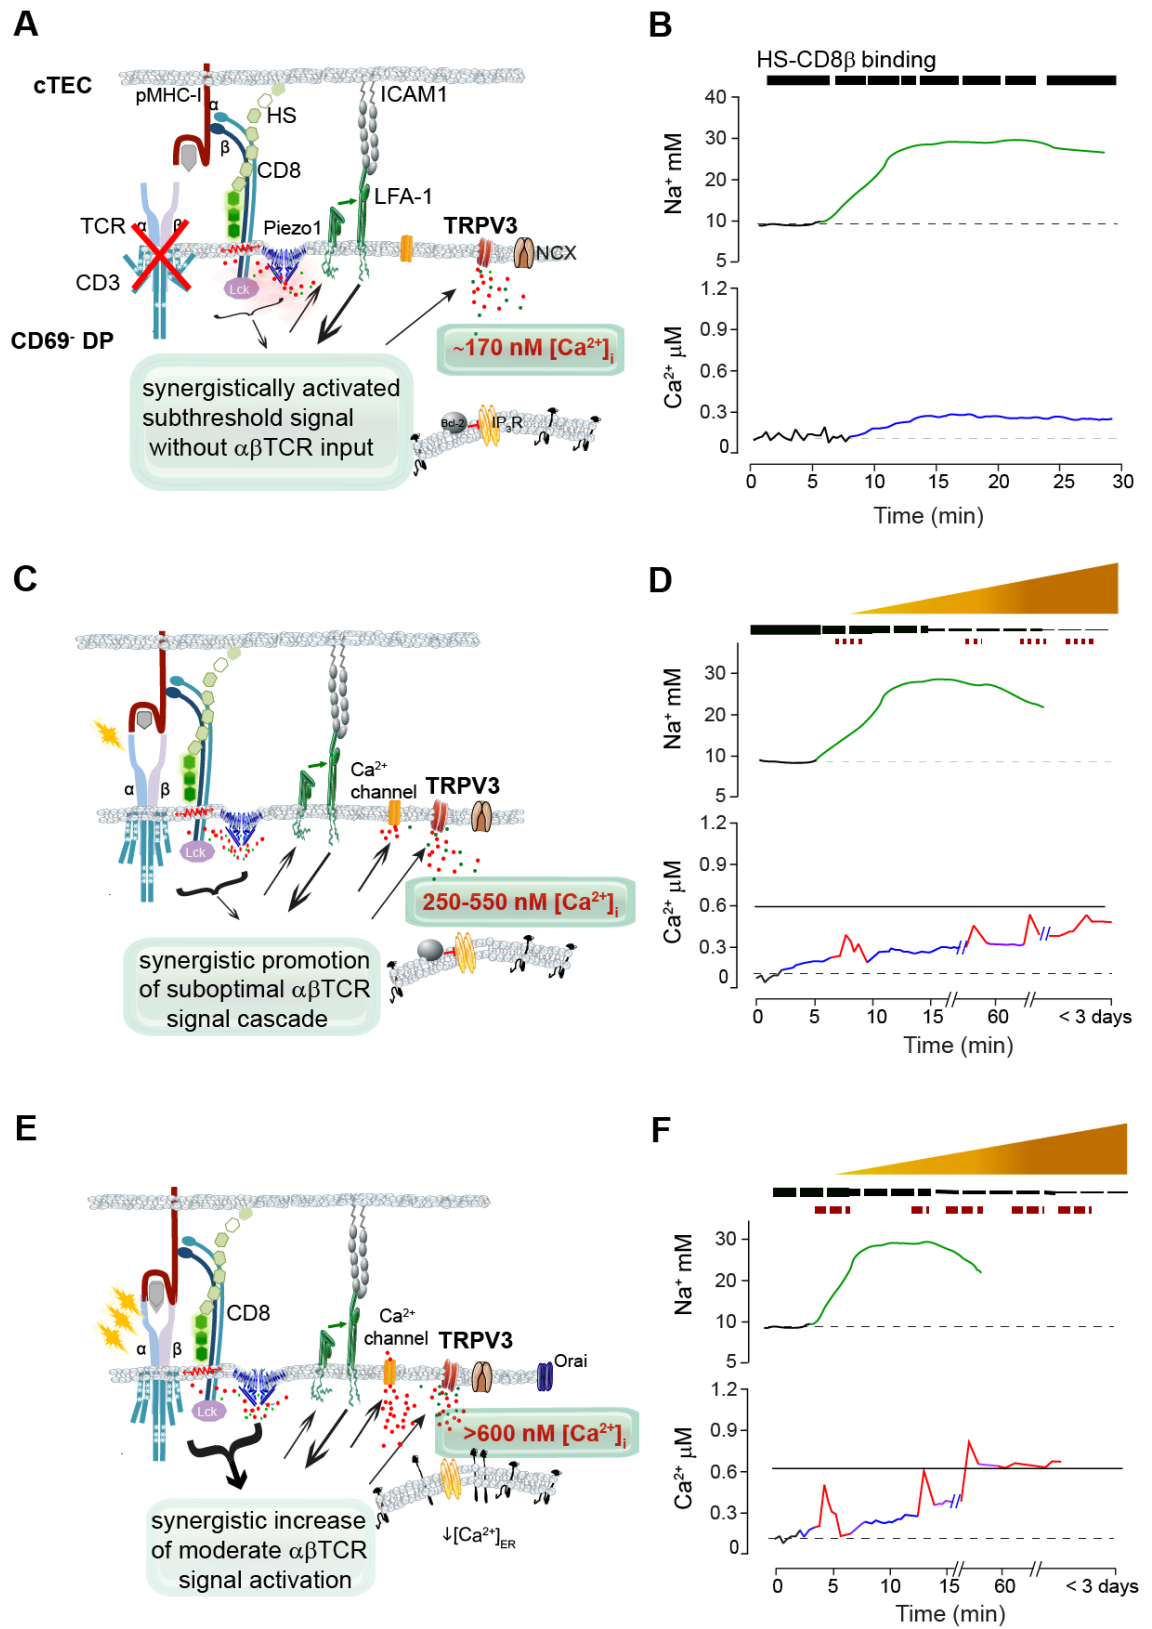 A
cTEC
pMHC-I
α
β
HS
CD8
ICAM1
LFA-1
TCR
α
β
Piezo1
TRPV3
NCX
CD3
Lck
CD69- DP
~170 nM [Ca2+]i
synergistically activated
subthreshold signal
without αβTCR input
Bcl-2
IP3R
B
HS-CD8β binding
40
30
20
10
5
Na+ mM
1.2
0.9
0.6
0.3
0
Ca2+ μM
0 5 10 15 20 25 30
Time (min)
C
α
β
Ca2+
channel
TRPV3
Lck
250-550 nM [Ca2+]i
synergistic promotion
of suboptimal αβTCR
signal cascade
D
30
20
10
5
Na+ mM
1.2
0.9
0.6
0.3
0
Ca2+ μM
0 5 10 15 60 < 3 days
Time (min)
E
CD8
α
β
Ca2+
channel
TRPV3
Orai
Lck
>600 nM [Ca2+]i
synergistic increase
of moderate αβTCR
signal activation
↓[Ca2+]ER
F
30
20
10
5
Na+ mM
1.2
0.9
0.6
0.3
0
Ca2+ μM
0 5 10 15 60 < 3 days
Time (min)